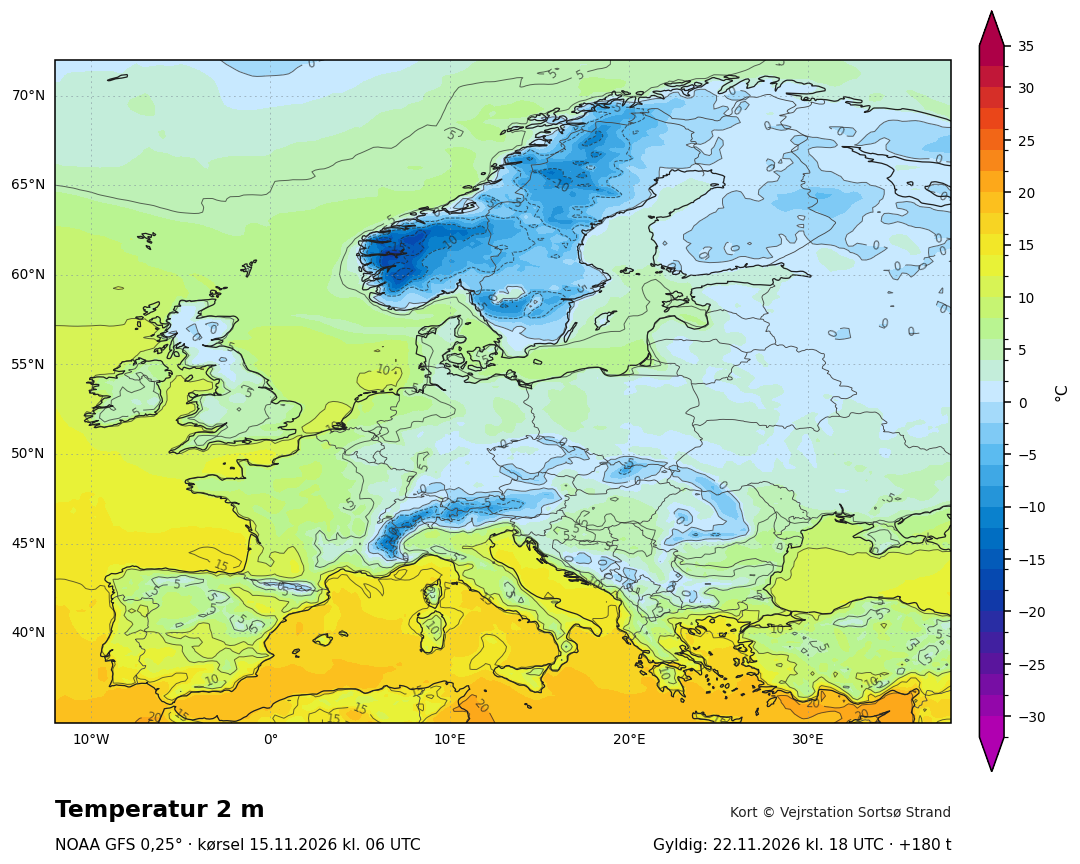 70°N
65°N
60°N
55°N
50°N
45°N
40°N
10°W 0° 10°E 20°E 30°E
35
30
25
20
15
10
5
0
−5
−10
−15
−20
−25
−30
°C
Temperatur 2 m
Kort © Vejrstation Sortsø Strand
NOAA GFS 0,25° · kørsel 15.11.2026 kl. 06 UTC
Gyldig: 22.11.2026 kl. 18 UTC · +180 t